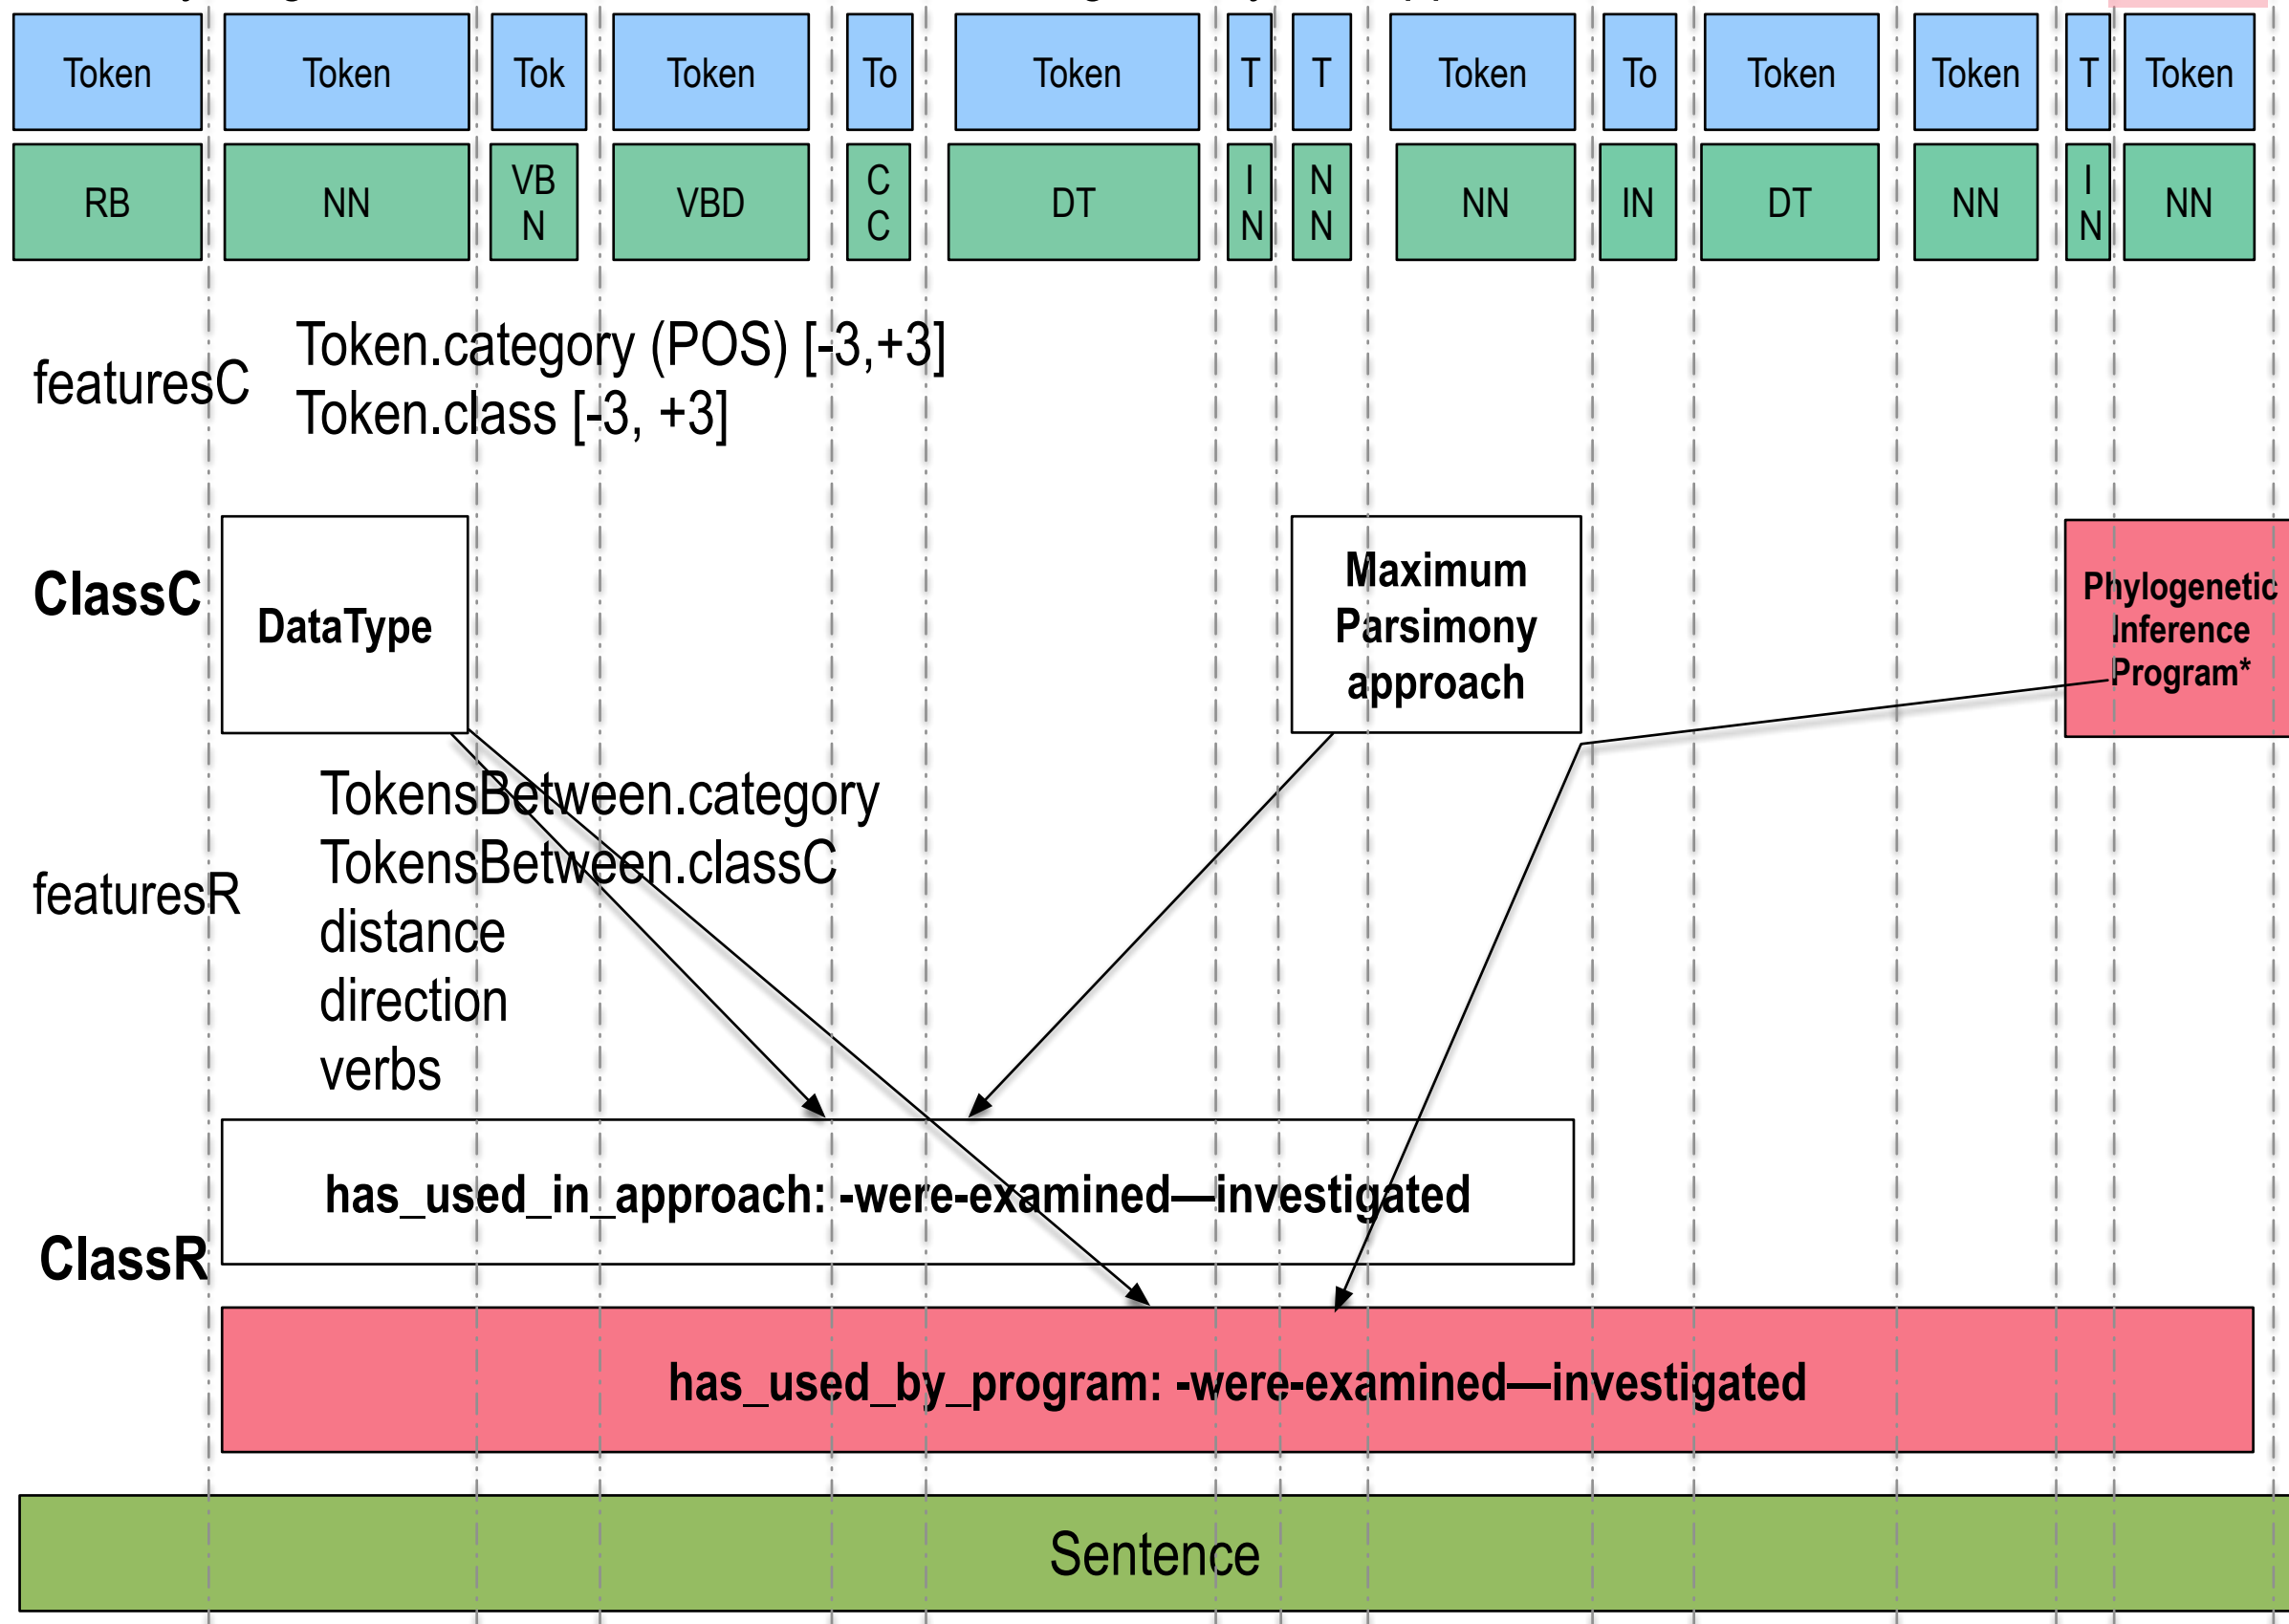 Token Token Tok Token To Token T T Token To Token Token T Token
RB NN VB N VBD C C DT I N N N NN IN DT NN I N NN
featuresC
Token.category (POS) [-3,+3]
Token.class [-3, +3]
ClassC
DataType
Maximum
Parsimony
approach
Phylogenetic
Inference
Program*
featuresR
TokensBetween.category
TokensBetween.classC
distance
direction
verbs
ClassR
has_used_in_approach: -were-examined—investigated
has_used_by_program: -were-examined—investigated
Sentence